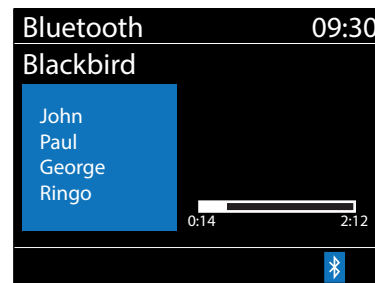 Bluetooth 09:30
Blackbird
John
Paul
George
Ringo
0:14 2:12